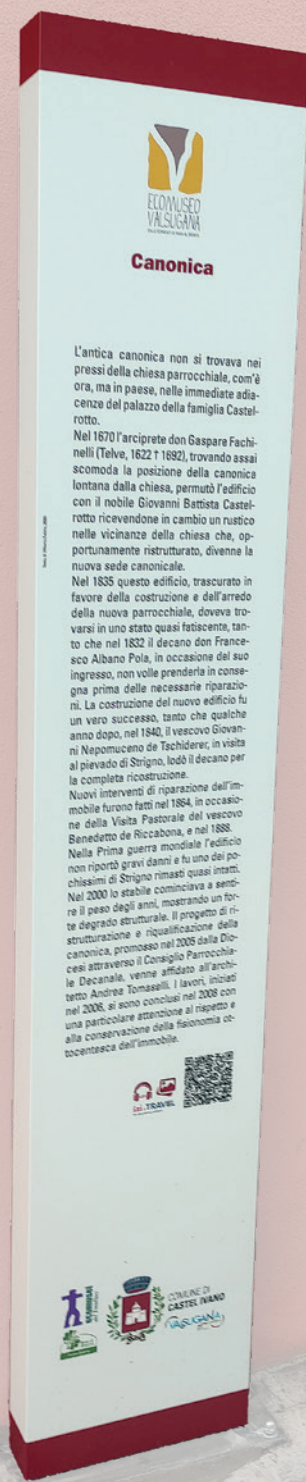 ECOMUSEO
VALSUGANA
Canonica
L'antica canonica non si trovava nei
pressi della chiesa parrocchiale, com'è
ora, ma in paese, nelle immediate adia-
cenze del palazzo della famiglia Castel-
rotto.
Nel 1670 l'arciprete don Gaspare Fachi-
nelli (Telve, 1622 † 1692), trovando assai
scomoda la posizione della canonica
lontana dalla chiesa, permutò l'edificio
con il nobile Giovanni Battista Castel-
rotto ricevendone in cambio un rustico
nelle vicinanze della chiesa che, op-
portunamente ristrutturato, divenne la
nuova sede canonicale.
Nel 1835 questo edificio, trascurato in
favore della costruzione e dell'arredo
della nuova parrocchiale, doveva tro-
varsi in uno stato quasi fatiscente, tan-
to che nel 1832 il decano don France-
sco Albano Pola, in occasione del suo
ingresso, non volle prenderla in conse-
gna prima delle necessarie riparazio-
ni. La costruzione del nuovo edificio fu
un vero successo, tanto che qualche
anno dopo, nel 1840, il vescovo Giovan-
ni Nepomuceno de Tschiderer, in visita
al pievado di Strigno, lodò il decano per
la completa ricostruzione.
Nuovi interventi di riparazione dell'im-
mobile furono fatti nel 1864, in occasio-
ne della Visita Pastorale del vescovo
Benedetto de Riccabona, e nel 1888.
Nella Prima guerra mondiale l'edificio
non riportò gravi danni e fu uno dei po-
chissimi di Strigno rimasti quasi intatti.
Nel 2000 lo stabile cominciava a senti-
re il peso degli anni, mostrando un for-
te degrado strutturale. Il progetto di ri-
strutturazione e riqualificazione della
canonica, promosso nel 2005 dalla Dio-
cesi attraverso il Consiglio Parrocchia-
le Decanale, venne affidato all'archi-
tetto Andrea Tomaselli. I lavori, iniziati
nel 2006, si sono conclusi nel 2008 con
una particolare attenzione al rispetto e
alla conservazione della fisionomia ot-
tocentesca dell'immobile.
izi.TRAVEL
COMUNE DI
CASTEL IVANO
VALSUGANA